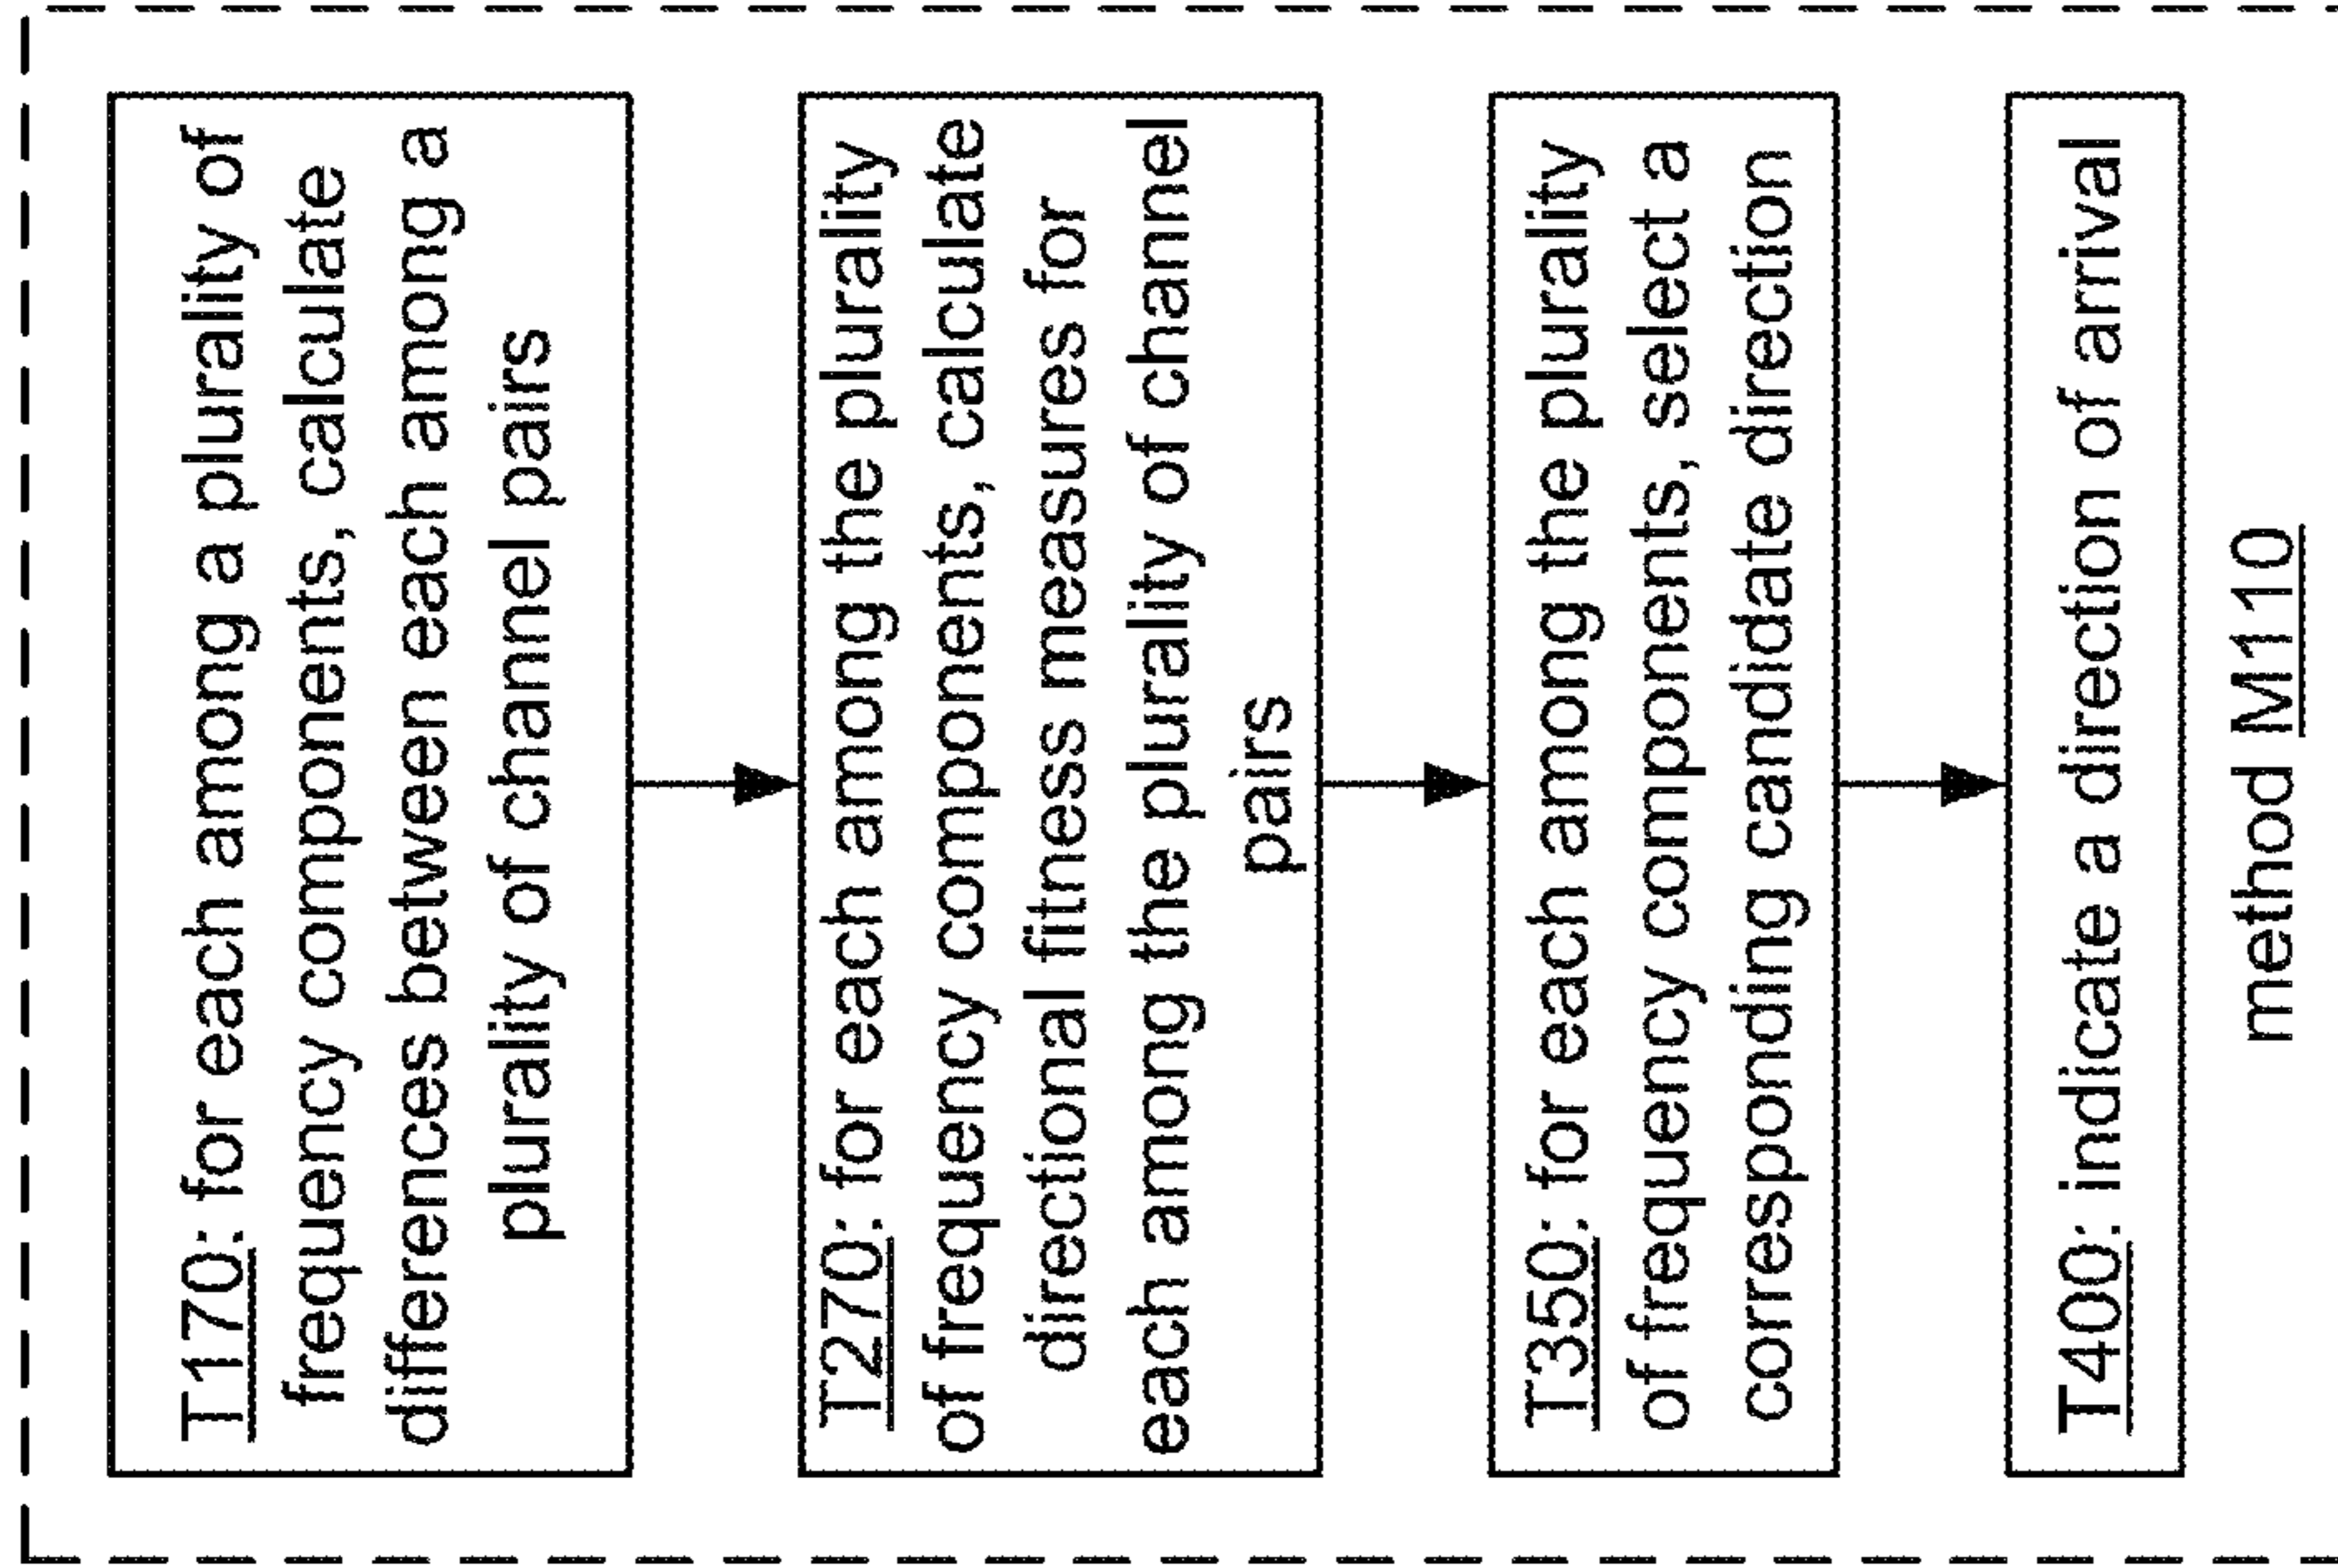 T170: for each among a plurality of
frequency components, calculate
differences between each among a
plurality of channel pairs
T270: for each among the plurality
of frequency components, calculate
directional fitness measures for
each among the plurality of channel
pairs
T350: for each among the plurality
of frequency components, select a
corresponding candidate direction
T400: indicate a direction of arrival
method M110